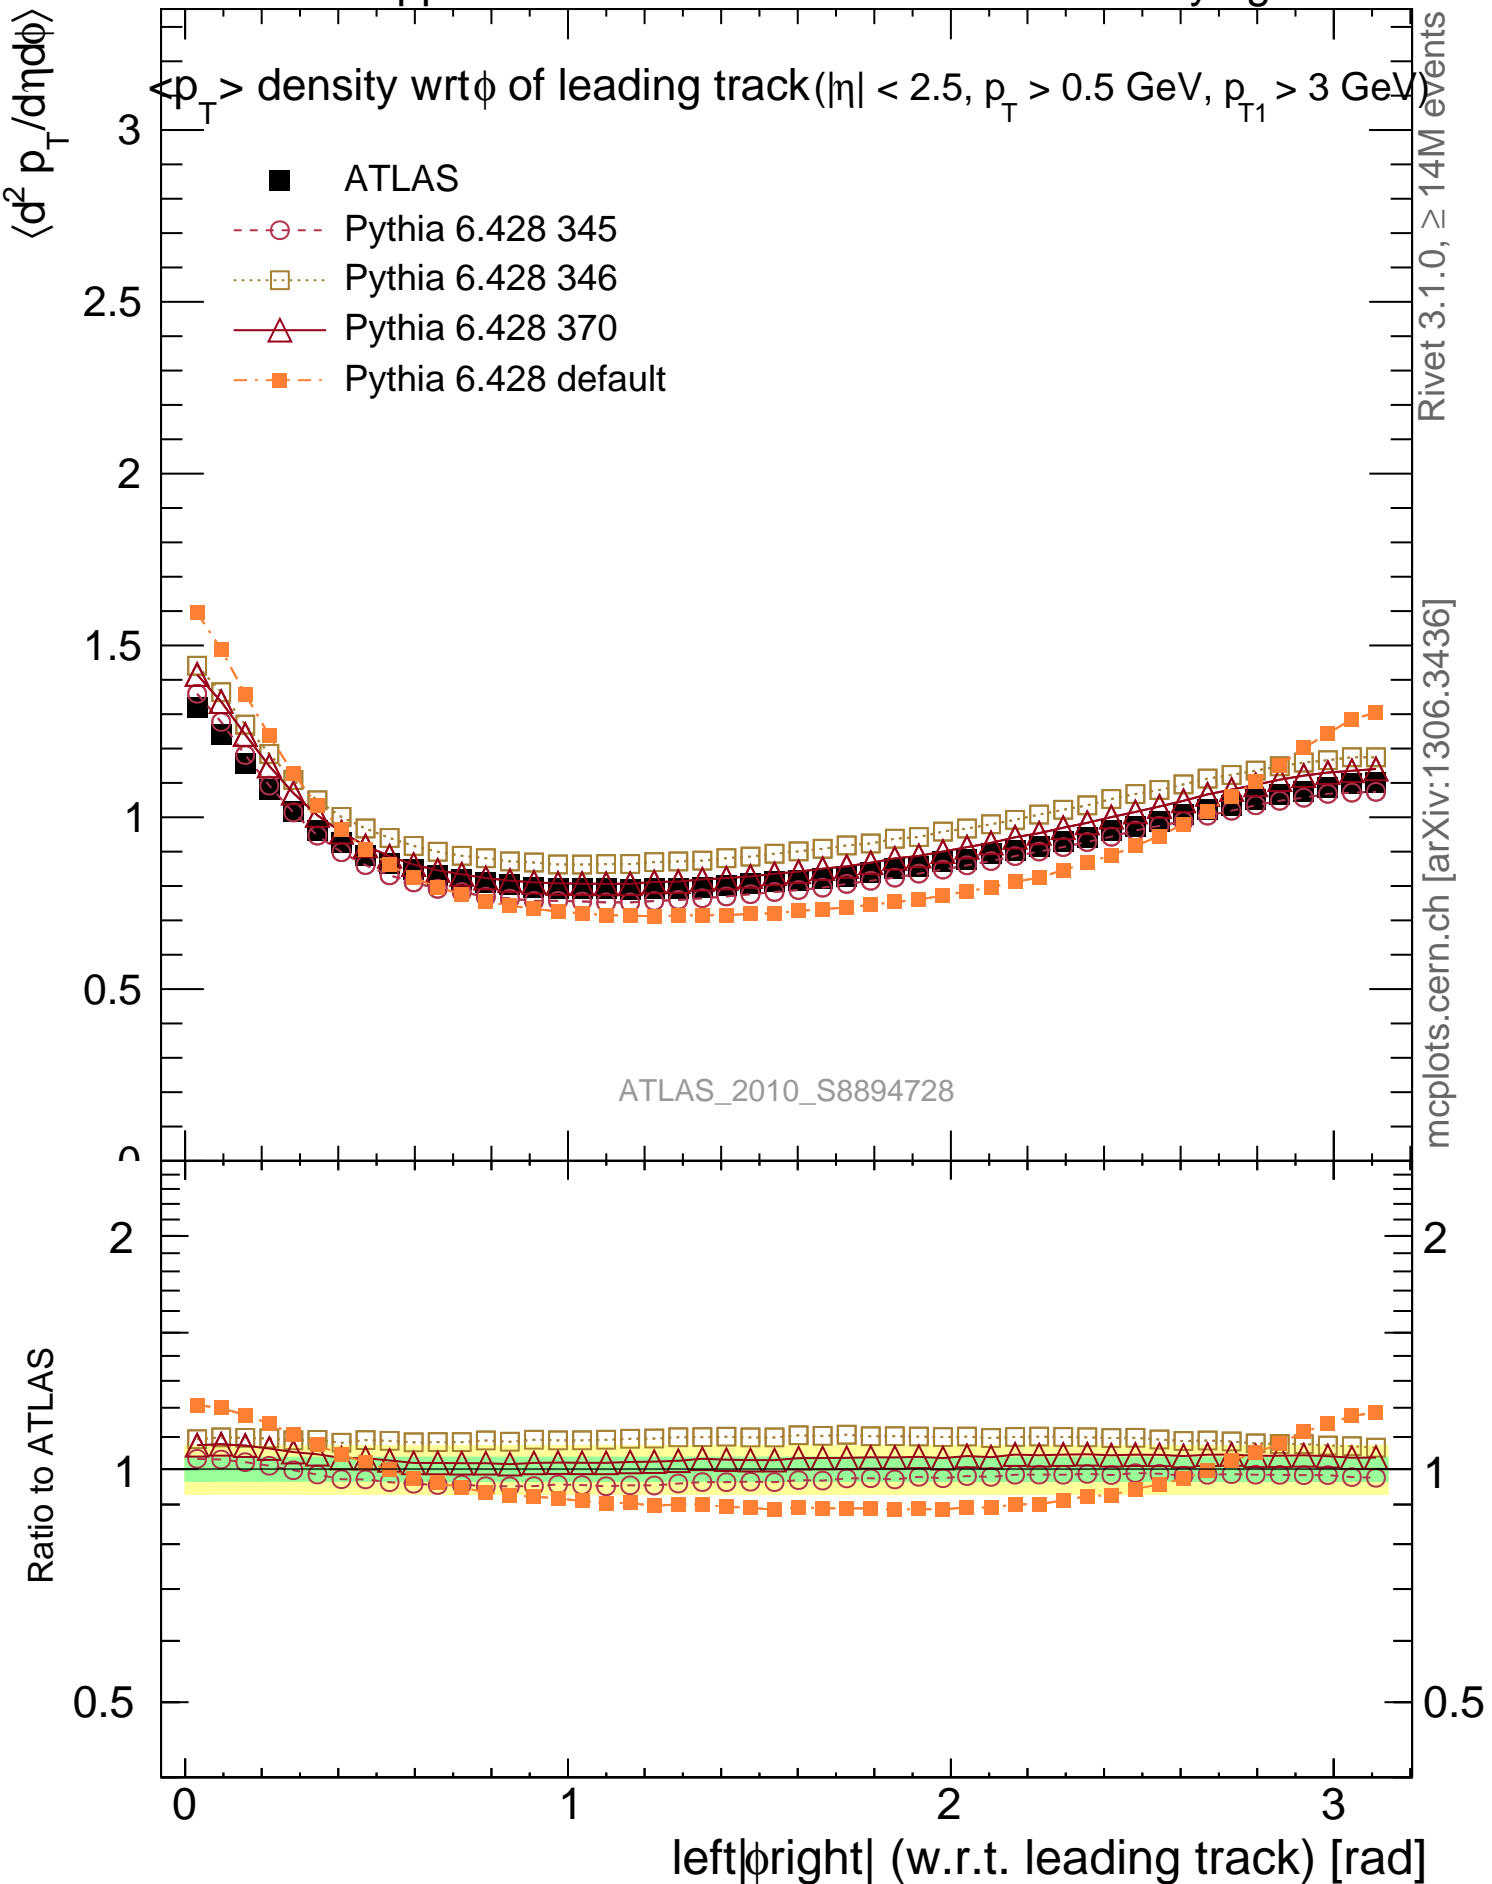 ⟨d² p_T/dηdϕ⟩
<p_T> density wrtϕ of leading track(|η| < 2.5, p_T > 0.5 GeV, p_T1 > 3 GeV)
ATLAS
Pythia 6.428 345
Pythia 6.428 346
Pythia 6.428 370
Pythia 6.428 default
3
2.5
2
1.5
1
0.5
0
ATLAS_2010_S8894728
Rivet 3.1.0, ≥ 14M events
mcplots.cern.ch [arXiv:1306.3436]
Ratio to ATLAS
2
1
0.5
2
1
0.5
0 1 2 3
left|ϕright| (w.r.t. leading track) [rad]